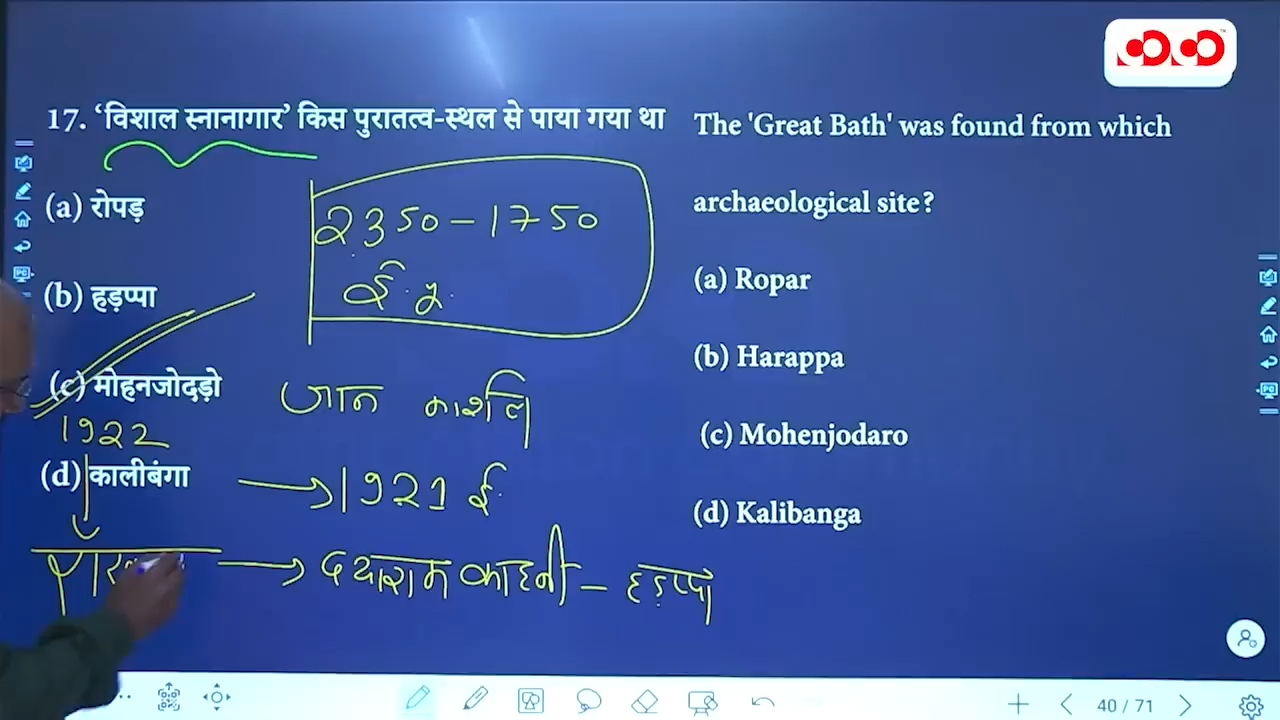 17. ‘विशाल स्नानागार’ किस पुरातत्व-स्थल से पाया गया था
(a) रोपड़
(b) हड़प्पा
(c) मोहनजोदड़ो
(d) कालीबंगा
The 'Great Bath' was found from which
archaeological site?
(a) Ropar
(b) Harappa
(c) Mohenjodaro
(d) Kalibanga
2350 – 1750
ई. पू.
जान मार्शल
1922
→ 1921 ई.
→ दयाराम साहनी – हड़प्पा
40 / 71